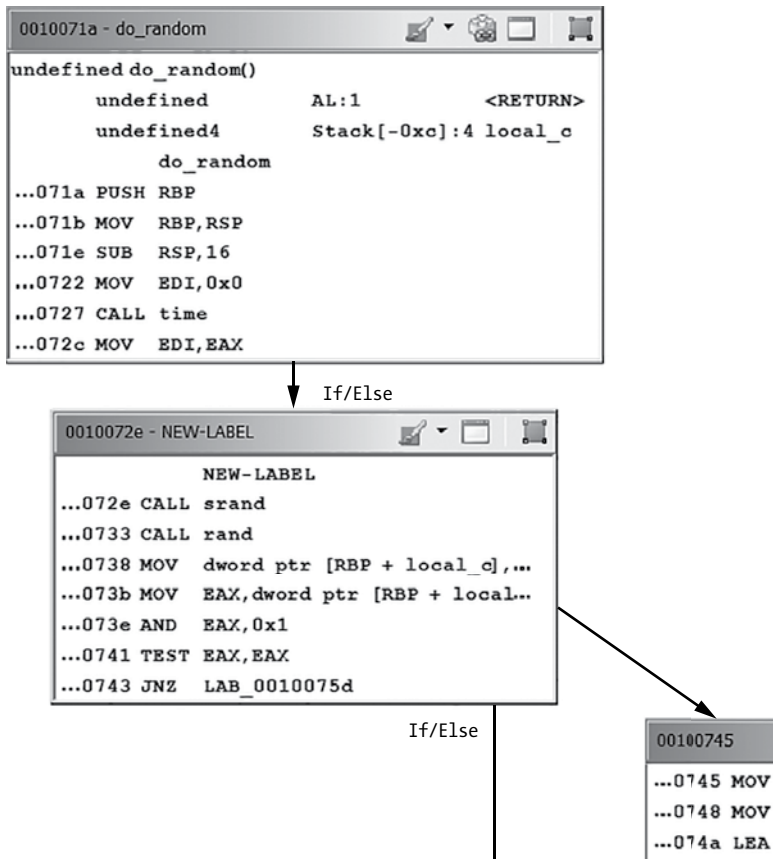 0010071a - do_random
undefined do_random()
undefined AL:1 <RETURN>
undefined4 Stack[-0xc]:4 local_c
do_random
...071a PUSH RBP
...071b MOV RBP,RSP
...071e SUB RSP,16
...0722 MOV EDI,0x0
...0727 CALL time
...072c MOV EDI,EAX
If/Else
0010072e - NEW-LABEL
NEW-LABEL
...072e CALL srand
...0733 CALL rand
...0738 MOV dword ptr [RBP + local_c],...
...073b MOV EAX,dword ptr [RBP + local...
...073e AND EAX,0x1
...0741 TEST EAX,EAX
...0743 JNZ LAB_0010075d
If/Else
00100745
...0745 MOV
...0748 MOV
...074a LEA